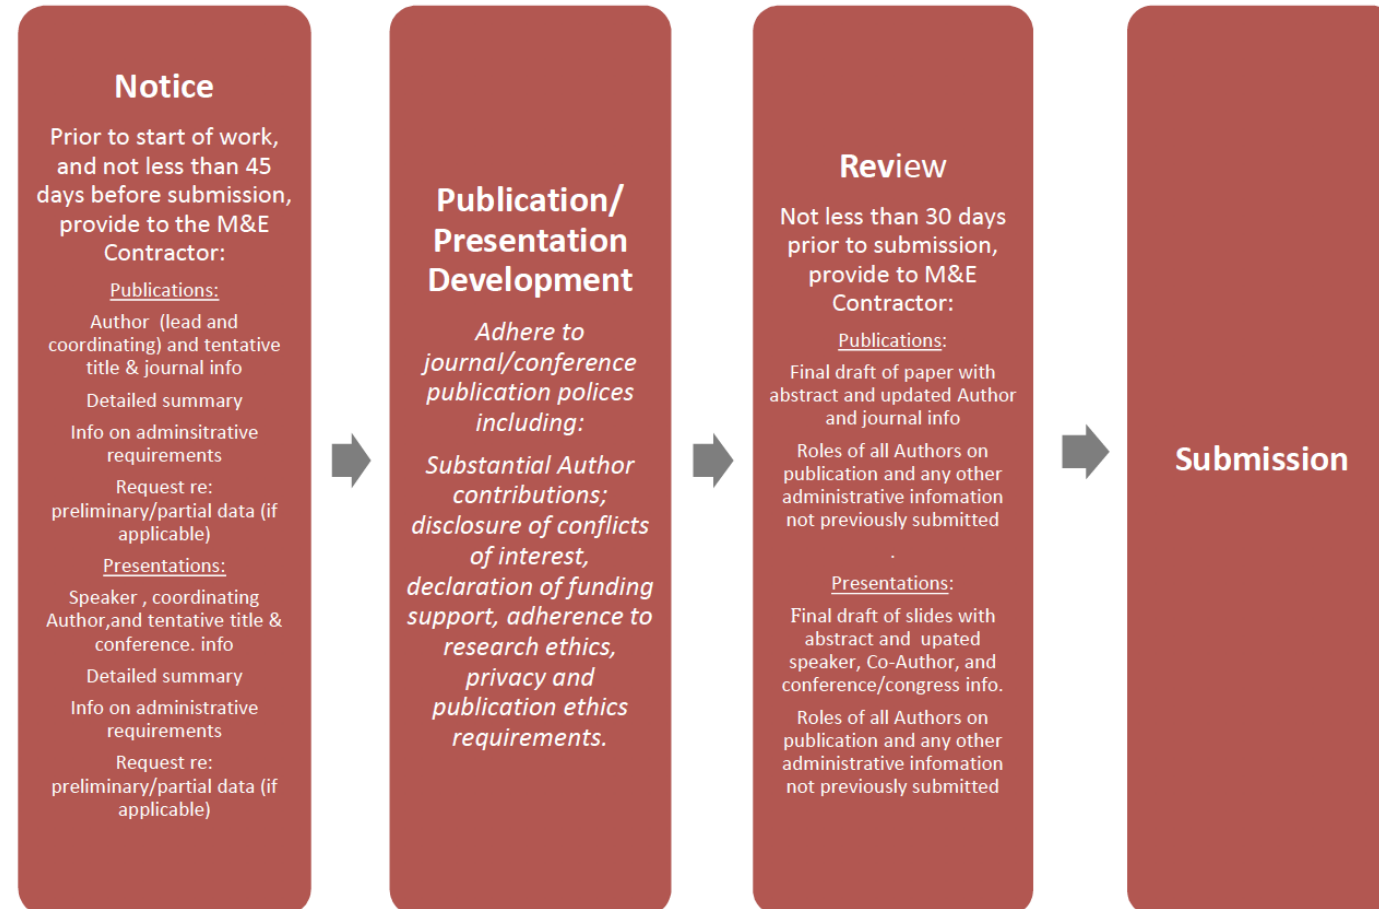 Notice
Prior to start of work,
and not less than 45
days before submission,
provide to the M&E
Contractor:
Publications:
Author (lead and
coordinating) and tentative
title & journal info
Detailed summary
Info on adminsitrative
requirements
Request re:
preliminary/partial data (if
applicable)
Presentations:
Speaker , coordinating
Author,and tentative title &
conference. info
Detailed summary
Info on administrative
requirements
Request re:
preliminary/partial data (if
applicable)
Publication/
Presentation
Development
Adhere to
journal/conference
publication polices
including:
Substantial Author
contributions;
disclosure of conflicts
of interest,
declaration of funding
support, adherence to
research ethics,
privacy and
publication ethics
requirements.
Review
Not less than 30 days
prior to submission,
provide to M&E
Contractor:
Publications:
Final draft of paper with
abstract and updated Author
and journal info
Roles of all Authors on
publication and any other
administrative infomation
not previously submitted
.
Presentations:
Final draft of slides with
abstract and upated
speaker, Co-Author, and
conference/congress info.
Roles of all Authors on
publication and any other
administrative infomation
not previously submitted
Submission